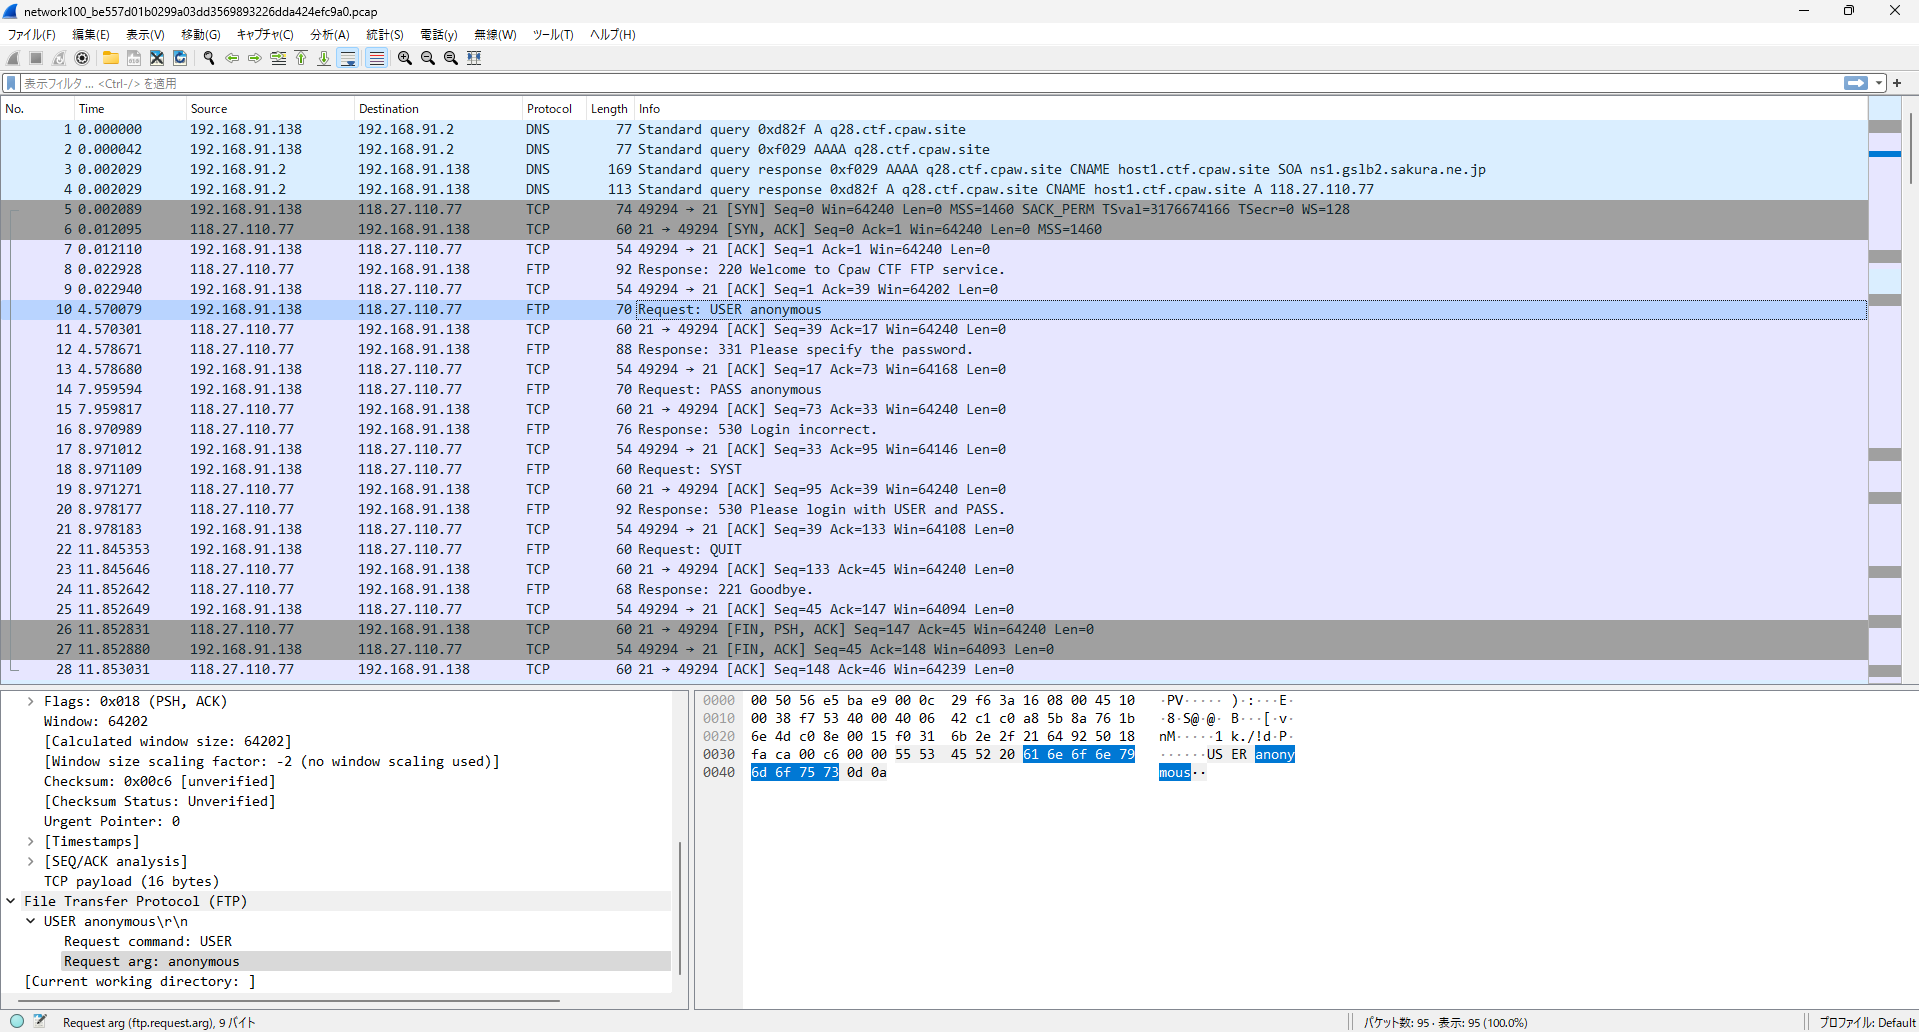 network100_be557d01b0299a03dd3569893226dda424efc9a0.pcap
ファイル(F) 編集(E) 表示(V) 移動(G) キャプチャ(C) 分析(A) 統計(S) 電話(y) 無線(W) ツール(T) ヘルプ(H)
表示フィルタ … <Ctrl-/> を適用
No. Time Source Destination Protocol Length Info
1 0.000000 192.168.91.138 192.168.91.2 DNS 77 Standard query 0xd82f A q28.ctf.cpaw.site
2 0.000042 192.168.91.138 192.168.91.2 DNS 77 Standard query 0xf029 AAAA q28.ctf.cpaw.site
3 0.002029 192.168.91.2 192.168.91.138 DNS 169 Standard query response 0xf029 AAAA q28.ctf.cpaw.site CNAME host1.ctf.cpaw.site SOA ns1.gslb2.sakura.ne.jp
4 0.002029 192.168.91.2 192.168.91.138 DNS 113 Standard query response 0xd82f A q28.ctf.cpaw.site CNAME host1.ctf.cpaw.site A 118.27.110.77
5 0.002089 192.168.91.138 118.27.110.77 TCP 74 49294 → 21 [SYN] Seq=0 Win=64240 Len=0 MSS=1460 SACK_PERM TSval=3176674166 TSecr=0 WS=128
6 0.012095 118.27.110.77 192.168.91.138 TCP 60 21 → 49294 [SYN, ACK] Seq=0 Ack=1 Win=64240 Len=0 MSS=1460
7 0.012110 192.168.91.138 118.27.110.77 TCP 54 49294 → 21 [ACK] Seq=1 Ack=1 Win=64240 Len=0
8 0.022928 118.27.110.77 192.168.91.138 FTP 92 Response: 220 Welcome to Cpaw CTF FTP service.
9 0.022940 192.168.91.138 118.27.110.77 TCP 54 49294 → 21 [ACK] Seq=1 Ack=39 Win=64202 Len=0
10 4.570079 192.168.91.138 118.27.110.77 FTP 70 Request: USER anonymous
11 4.570301 118.27.110.77 192.168.91.138 TCP 60 21 → 49294 [ACK] Seq=39 Ack=17 Win=64240 Len=0
12 4.578671 118.27.110.77 192.168.91.138 FTP 88 Response: 331 Please specify the password.
13 4.578680 192.168.91.138 118.27.110.77 TCP 54 49294 → 21 [ACK] Seq=17 Ack=73 Win=64168 Len=0
14 7.959594 192.168.91.138 118.27.110.77 FTP 70 Request: PASS anonymous
15 7.959817 118.27.110.77 192.168.91.138 TCP 60 21 → 49294 [ACK] Seq=73 Ack=33 Win=64240 Len=0
16 8.970989 118.27.110.77 192.168.91.138 FTP 76 Response: 530 Login incorrect.
17 8.971012 192.168.91.138 118.27.110.77 TCP 54 49294 → 21 [ACK] Seq=33 Ack=95 Win=64146 Len=0
18 8.971109 192.168.91.138 118.27.110.77 FTP 60 Request: SYST
19 8.971271 118.27.110.77 192.168.91.138 TCP 60 21 → 49294 [ACK] Seq=95 Ack=39 Win=64240 Len=0
20 8.978177 118.27.110.77 192.168.91.138 FTP 92 Response: 530 Please login with USER and PASS.
21 8.978183 192.168.91.138 118.27.110.77 TCP 54 49294 → 21 [ACK] Seq=39 Ack=133 Win=64108 Len=0
22 11.845353 192.168.91.138 118.27.110.77 FTP 60 Request: QUIT
23 11.845646 118.27.110.77 192.168.91.138 TCP 60 21 → 49294 [ACK] Seq=133 Ack=45 Win=64240 Len=0
24 11.852642 118.27.110.77 192.168.91.138 FTP 68 Response: 221 Goodbye.
25 11.852649 192.168.91.138 118.27.110.77 TCP 54 49294 → 21 [ACK] Seq=45 Ack=147 Win=64094 Len=0
26 11.852831 118.27.110.77 192.168.91.138 TCP 60 21 → 49294 [FIN, PSH, ACK] Seq=147 Ack=45 Win=64240 Len=0
27 11.852880 192.168.91.138 118.27.110.77 TCP 54 49294 → 21 [FIN, ACK] Seq=45 Ack=148 Win=64093 Len=0
28 11.853031 118.27.110.77 192.168.91.138 TCP 60 21 → 49294 [ACK] Seq=148 Ack=46 Win=64239 Len=0
Flags: 0x018 (PSH, ACK)
Window: 64202
[Calculated window size: 64202]
[Window size scaling factor: -2 (no window scaling used)]
Checksum: 0x00c6 [unverified]
[Checksum Status: Unverified]
Urgent Pointer: 0
[Timestamps]
[SEQ/ACK analysis]
TCP payload (16 bytes)
File Transfer Protocol (FTP)
USER anonymous\r\n
Request command: USER
Request arg: anonymous
[Current working directory: ]
0000 00 50 56 e5 ba e9 00 0c 29 f6 3a 16 08 00 45 10 ·PV····· )·:···E·
0010 00 38 f7 53 40 00 40 06 42 c1 c0 a8 5b 8a 76 1b ·8·S@·@· B···[·v·
0020 6e 4d c0 8e 00 15 f0 31 6b 2e 2f 21 64 92 50 18 nM·····1 k./!d·P·
0030 fa ca 00 c6 00 00 55 53 45 52 20 61 6e 6f 6e 79 ······US ER anony
0040 6d 6f 75 73 0d 0a mous··
Request arg (ftp.request.arg), 9 バイト
パケット数: 95 · 表示: 95 (100.0%)
プロファイル: Default